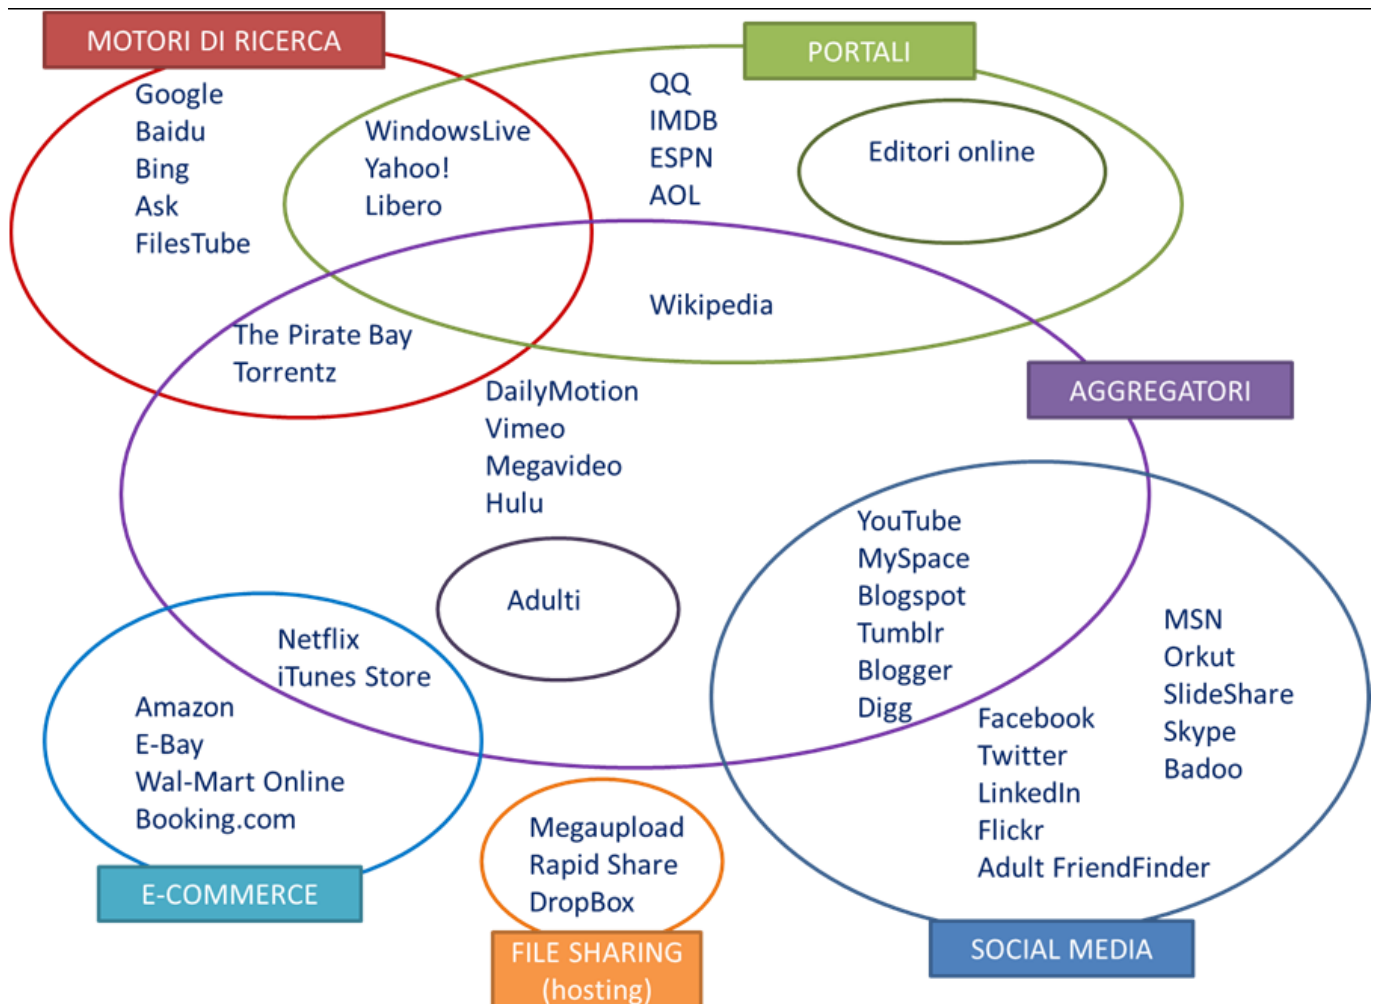 MOTORI DI RICERCA
PORTALI
Google
Baidu
Bing
Ask
FilesTube
WindowsLive
Yahoo!
Libero
QQ
IMDB
ESPN
AOL
Editori online
Wikipedia
The Pirate Bay
Torrentz
AGGREGATORI
DailyMotion
Vimeo
Megavideo
Hulu
Adulti
YouTube
MySpace
Blogspot
Tumblr
Blogger
Digg
MSN
Orkut
SlideShare
Skype
Badoo
Facebook
Twitter
LinkedIn
Flickr
Adult FriendFinder
Netflix
iTunes Store
Amazon
E-Bay
Wal-Mart Online
Booking.com
E-COMMERCE
Megaupload
Rapid Share
DropBox
FILE SHARING
(hosting)
SOCIAL MEDIA